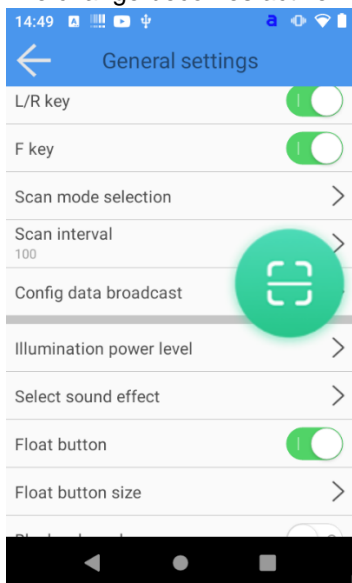 14:49
General settings
L/R key
F key
Scan mode selection
Scan interval
100
Config data broadcast
Illumination power level
Select sound effect
Float button
Float button size